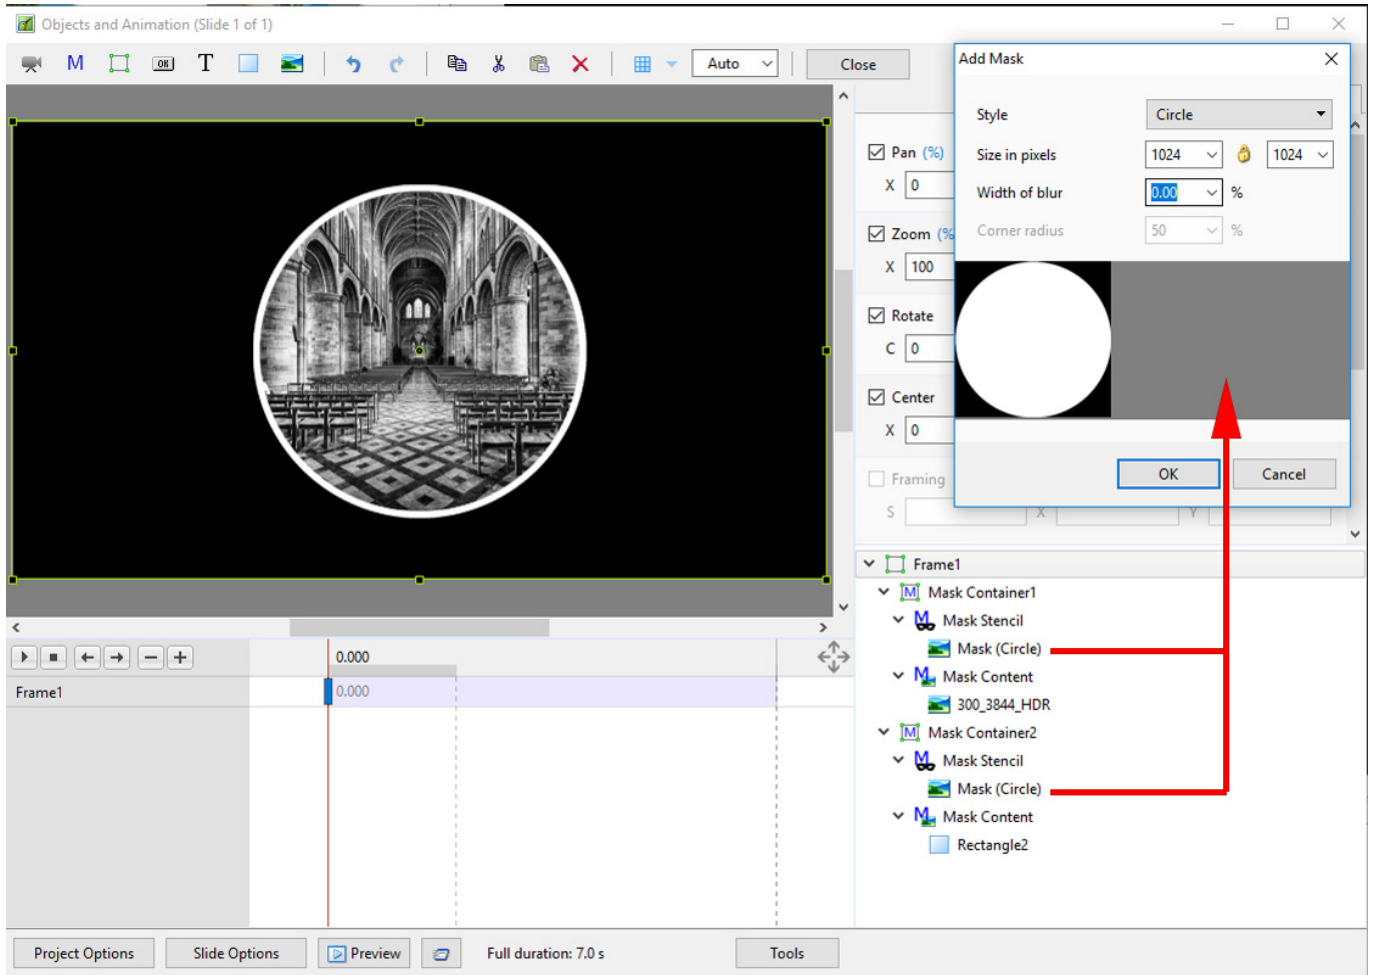 Objects and Animation (Slide 1 of 1)
M OK T Auto Close
Add Mask
Style Circle
Size in pixels 1024 1024
Width of blur 0.00 %
Corner radius 50 %
OK Cancel
Pan (%)
X 0
Zoom (%
X 100
Rotate
C 0
Center
X 0
Framing
S X Y
Frame1
M Mask Container1
M Mask Stencil
Mask (Circle)
M Mask Content
300_3844_HDR
M Mask Container2
M Mask Stencil
Mask (Circle)
M Mask Content
Rectangle2
0.000
Frame1 0.000
Project Options Slide Options Preview Full duration: 7.0 s Tools